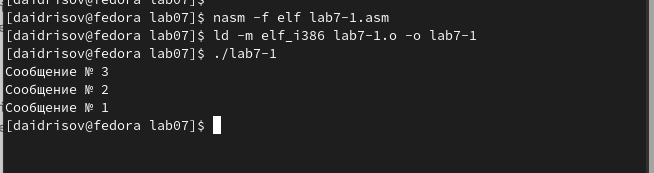 [daidrisov@fedora lab07]$ nasm -f elf lab7-1.asm
[daidrisov@fedora lab07]$ ld -m elf_i386 lab7-1.o -o lab7-1
[daidrisov@fedora lab07]$ ./lab7-1
Сообщение № 3
Сообщение № 2
Сообщение № 1
[daidrisov@fedora lab07]$